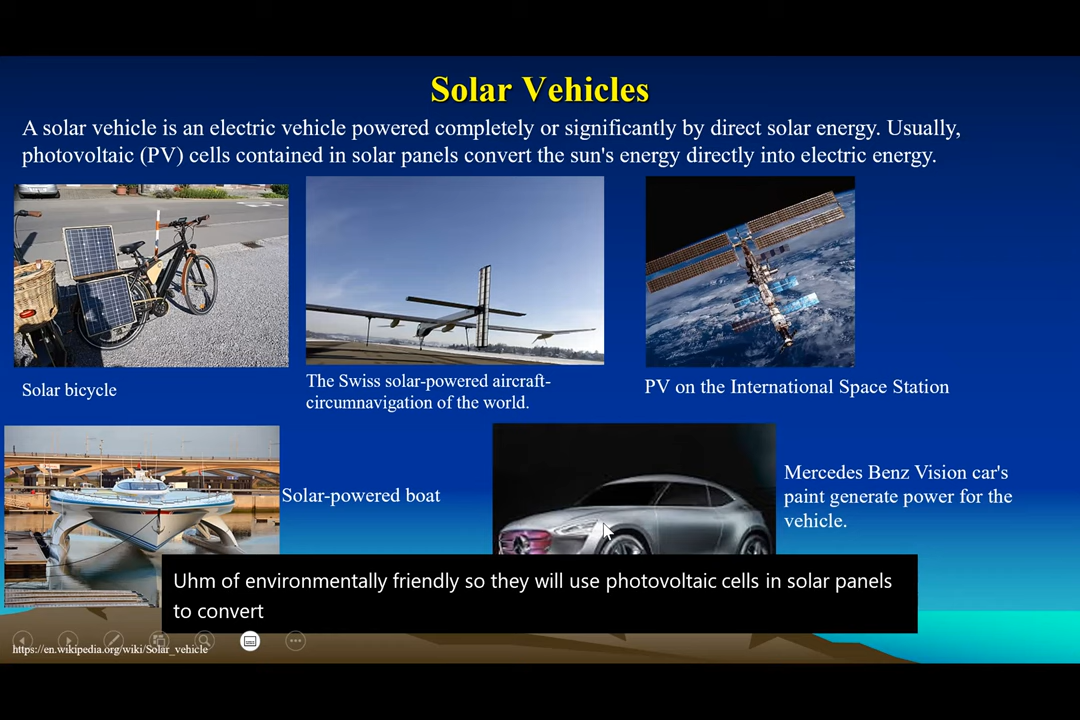 Solar Vehicles
A solar vehicle is an electric vehicle powered completely or significantly by direct solar energy. Usually,
photovoltaic (PV) cells contained in solar panels convert the sun's energy directly into electric energy.
Solar bicycle
The Swiss solar-powered aircraft-
circumnavigation of the world.
PV on the International Space Station
Solar-powered boat
Mercedes Benz Vision car's
paint generate power for the
vehicle.
Uhm of environmentally friendly so they will use photovoltaic cells in solar panels
to convert
https://en.wikipedia.org/wiki/Solar_vehicle